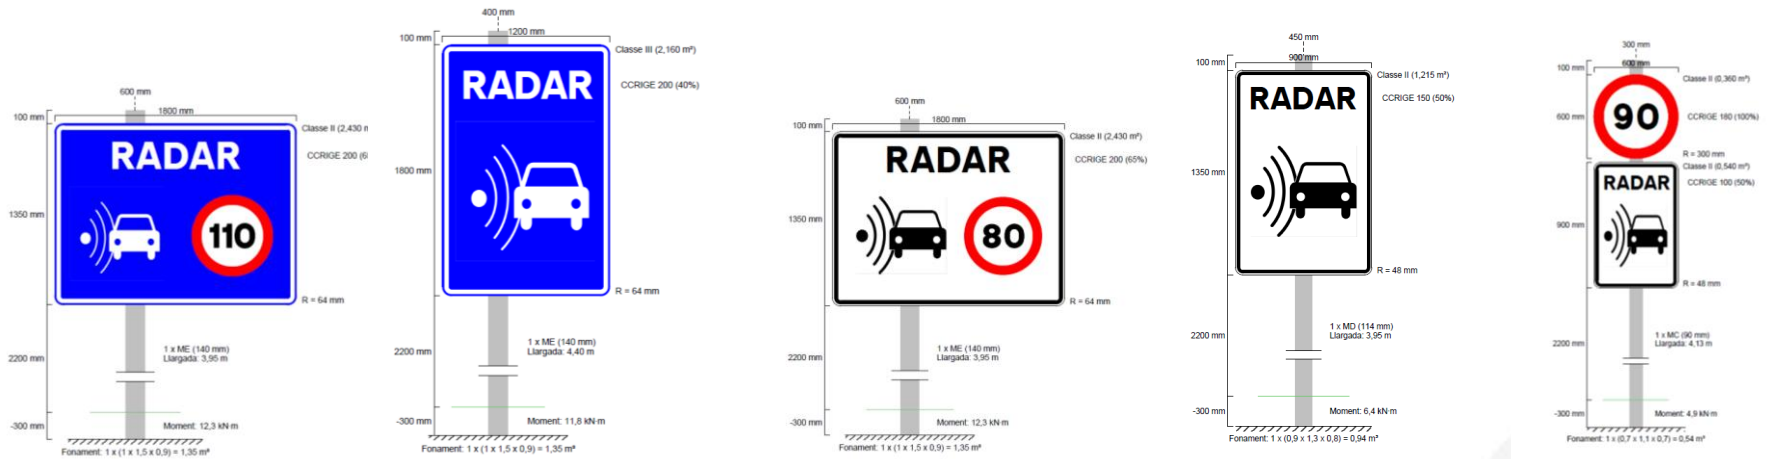 600 mm
1800 mm
100 mm
Classe II (2,430 m
RADAR
CCRIGE 200 (6
110
1350 mm
R = 64 mm
1 x ME (140 mm)
Llargada: 3,95 m
2200 mm
Moment: 12,3 kN·m
-300 mm
Fonament: 1 x (1 x 1,5 x 0,9) = 1,35 m³
400 mm
1200 mm
100 mm
Classe III (2,160 m²)
RADAR
CCRIGE 200 (40%)
1800 mm
R = 64 mm
1 x ME (140 mm)
Llargada: 4,40 m
2200 mm
Moment: 11,8 kN·m
-300 mm
Fonament: 1 x (1 x 1,5 x 0,9) = 1,35 m³
600 mm
1800 mm
100 mm
Classe II (2,430 m²)
RADAR
CCRIGE 200 (65%)
80
1350 mm
R = 64 mm
1 x ME (140 mm)
Llargada: 3,95 m
2200 mm
Moment: 12,3 kN·m
-300 mm
Fonament: 1 x (1 x 1,5 x 0,9) = 1,35 m³
450 mm
900 mm
100 mm
Classe II (1,215 m²)
RADAR
CCRIGE 150 (50%)
1350 mm
R = 48 mm
1 x MD (114 mm)
Llargada: 3,95 m
2200 mm
Moment: 6,4 kN·m
-300 mm
Fonament: 1 x (0,9 x 1,3 x 0,8) = 0,94 m³
300 mm
600 mm
100 mm
Classe II (0,360 m²)
90
CCRIGE 180 (100%)
600 mm
R = 300 mm
Classe II (0,540 m²)
RADAR
CCRIGE 100 (50%)
900 mm
R = 48 mm
1 x MC (90 mm)
Llargada: 4,13 m
2200 mm
Moment: 4,9 kN·m
-300 mm
Fonament: 1 x (0,7 x 1,1 x 0,7) = 0,54 m³